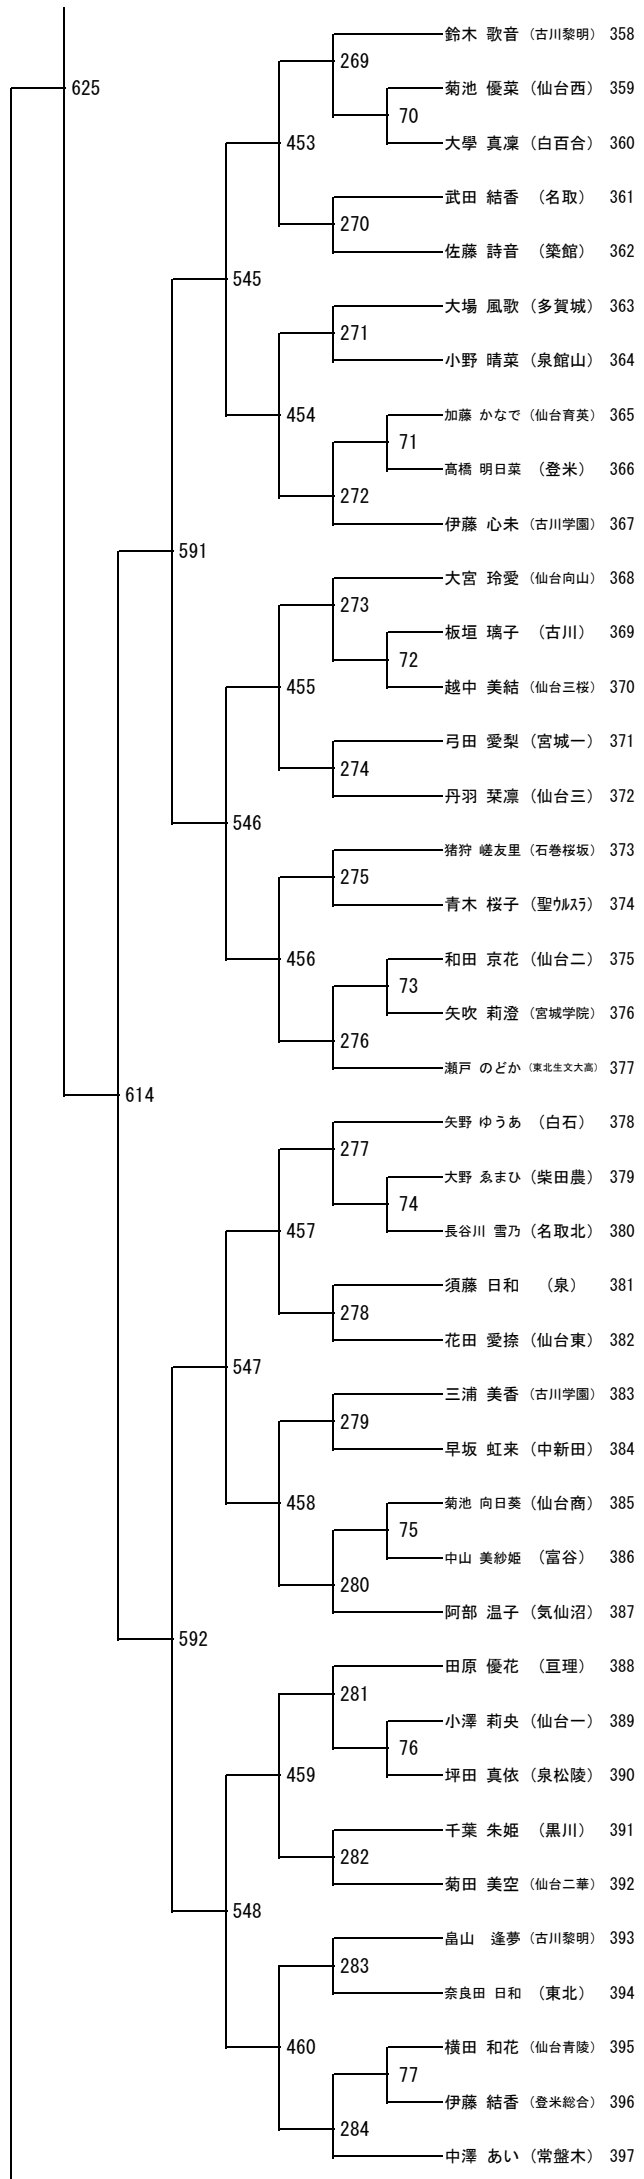 鈴木 歌音 (古川黎明) 358
269
625
菊池 優菜 (仙台西) 359
70
453
大學 真凜 (白百合) 360
武田 結香 (名取) 361
270
佐藤 詩音 (築館) 362
545
大場 風歌 (多賀城) 363
271
小野 晴菜 (泉館山) 364
454
加藤 かなで (仙台育英) 365
71
髙橋 明日菜 (登米) 366
272
伊藤 心未 (古川学園) 367
591
大宮 玲愛 (仙台向山) 368
273
板垣 璃子 (古川) 369
72
455
越中 美結 (仙台三桜) 370
弓田 愛梨 (宮城一) 371
274
丹羽 栞凛 (仙台三) 372
546
猪狩 嵯友里 (石巻桜坂) 373
275
青木 桜子 (聖ウルスラ) 374
456
和田 京花 (仙台二) 375
73
矢吹 莉澄 (宮城学院) 376
276
瀬戸 のどか (東北生文大高) 377
614
矢野 ゆうあ (白石) 378
277
大野 ゑまひ (柴田農) 379
74
457
長谷川 雪乃 (名取北) 380
須藤 日和 (泉) 381
278
花田 愛捺 (仙台東) 382
547
三浦 美香 (古川学園) 383
279
早坂 虹来 (中新田) 384
458
菊池 向日葵 (仙台商) 385
75
中山 美紗姫 (富谷) 386
280
阿部 温子 (気仙沼) 387
592
田原 優花 (亘理) 388
281
小澤 莉央 (仙台一) 389
76
459
坪田 真依 (泉松陵) 390
千葉 朱姫 (黒川) 391
282
菊田 美空 (仙台二華) 392
548
畠山 逢夢 (古川黎明) 393
283
奈良田 日和 (東北) 394
460
横田 和花 (仙台青陵) 395
77
伊藤 結香 (登米総合) 396
284
中澤 あい (常盤木) 397